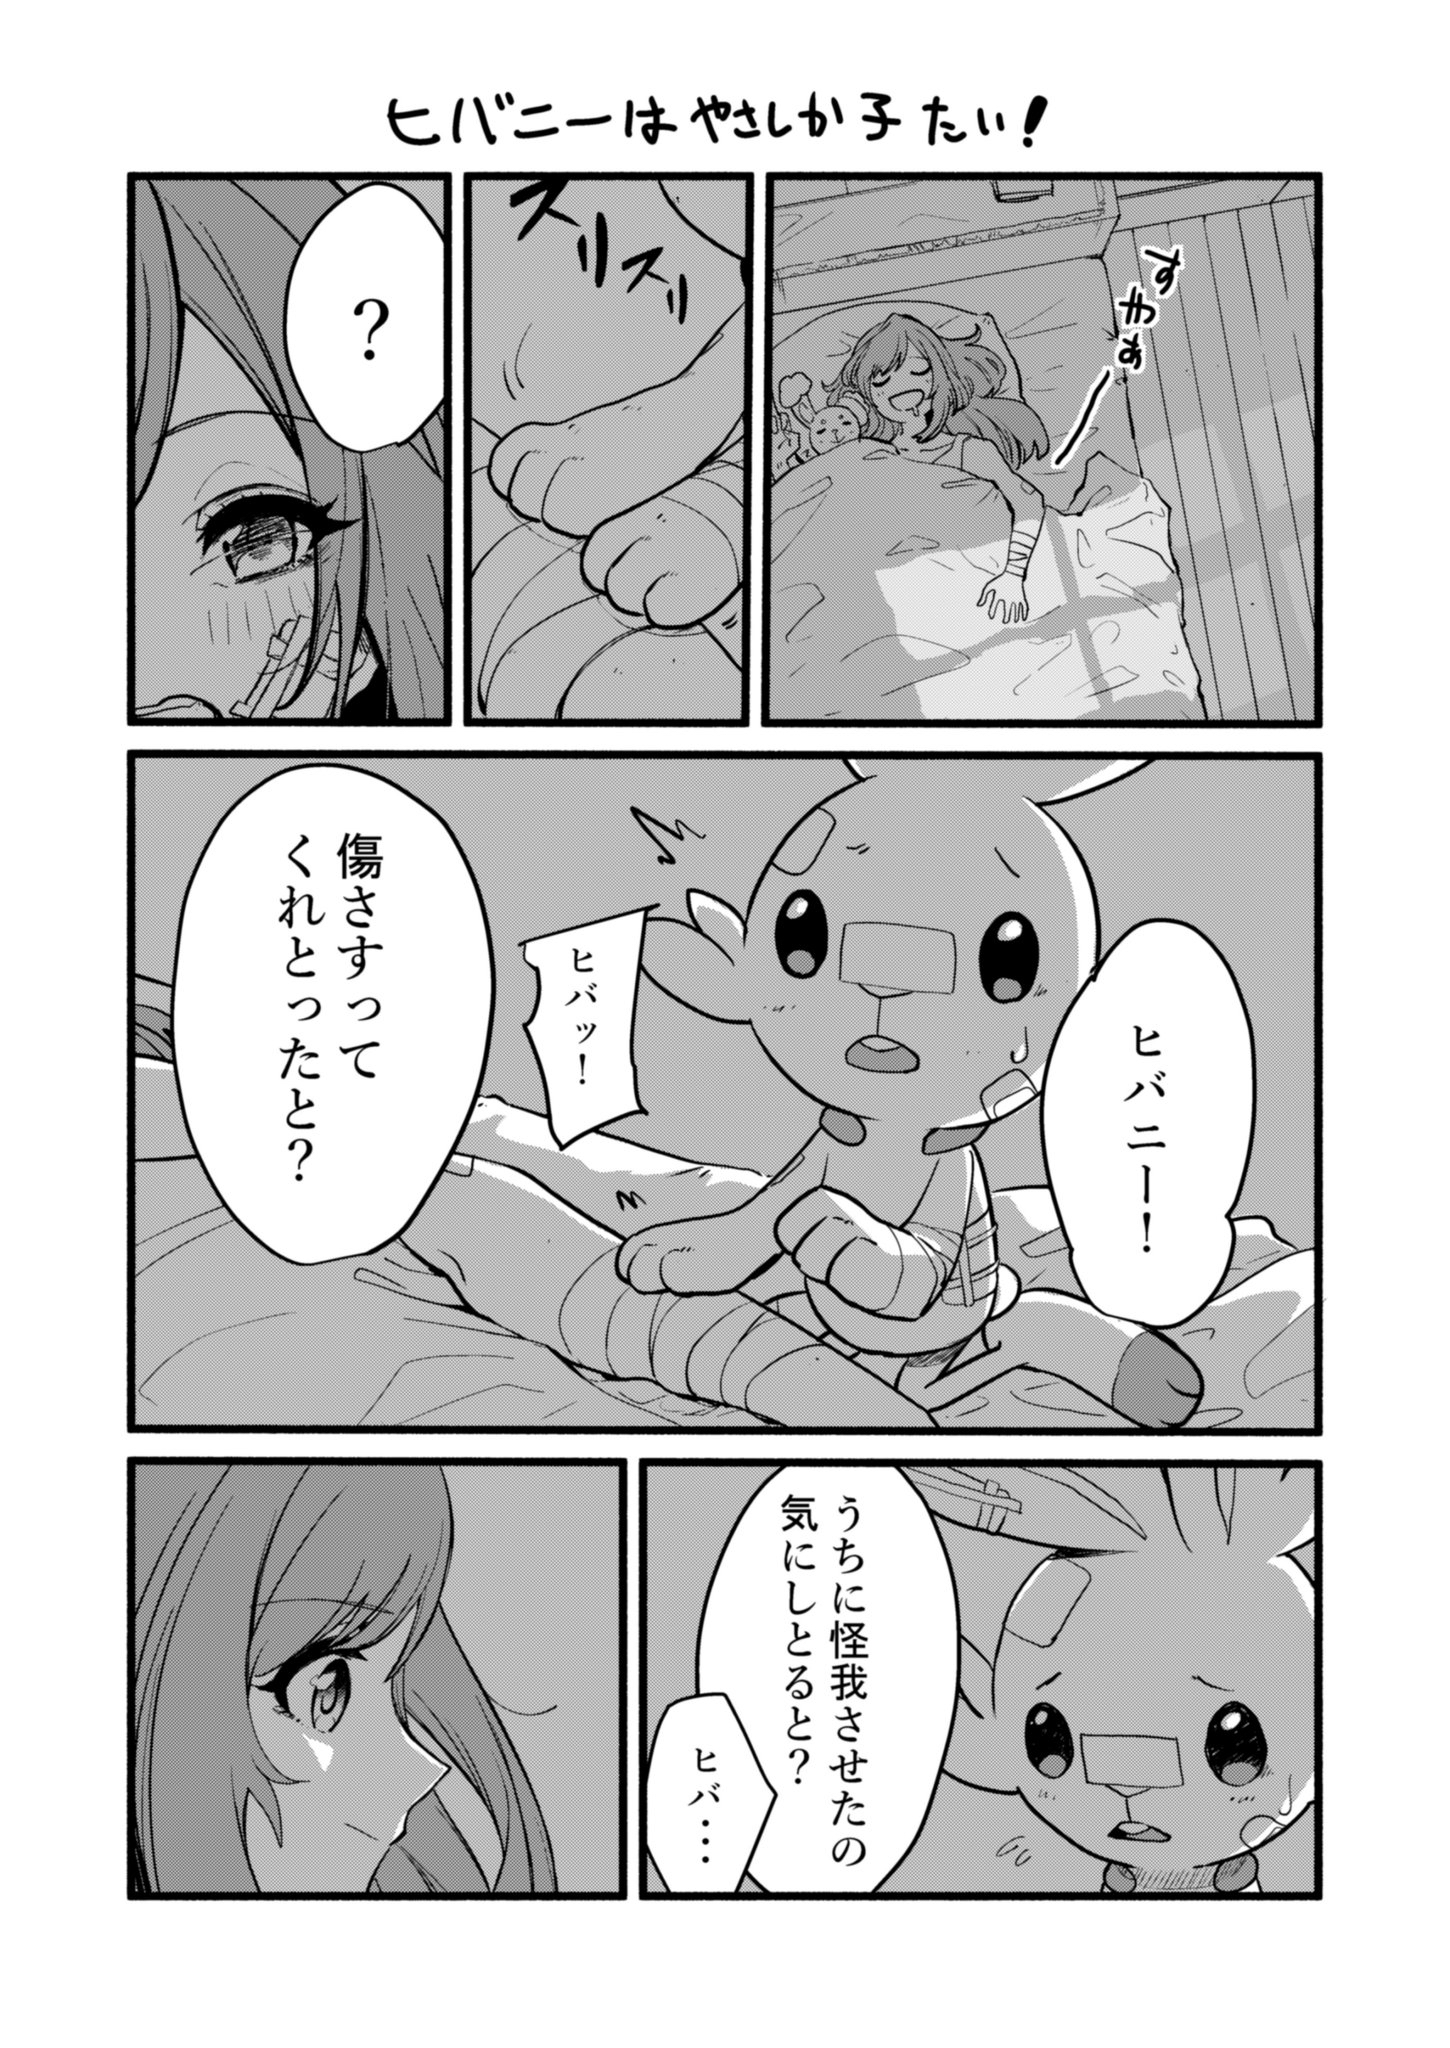 ヒバニーはやさしか子たい！
すやぁー
スリスリ
？
ヒバニー！
ヒバッ！
傷さすって
くれとったと？
うちに怪我させたの
気にしとると？
ヒバ…